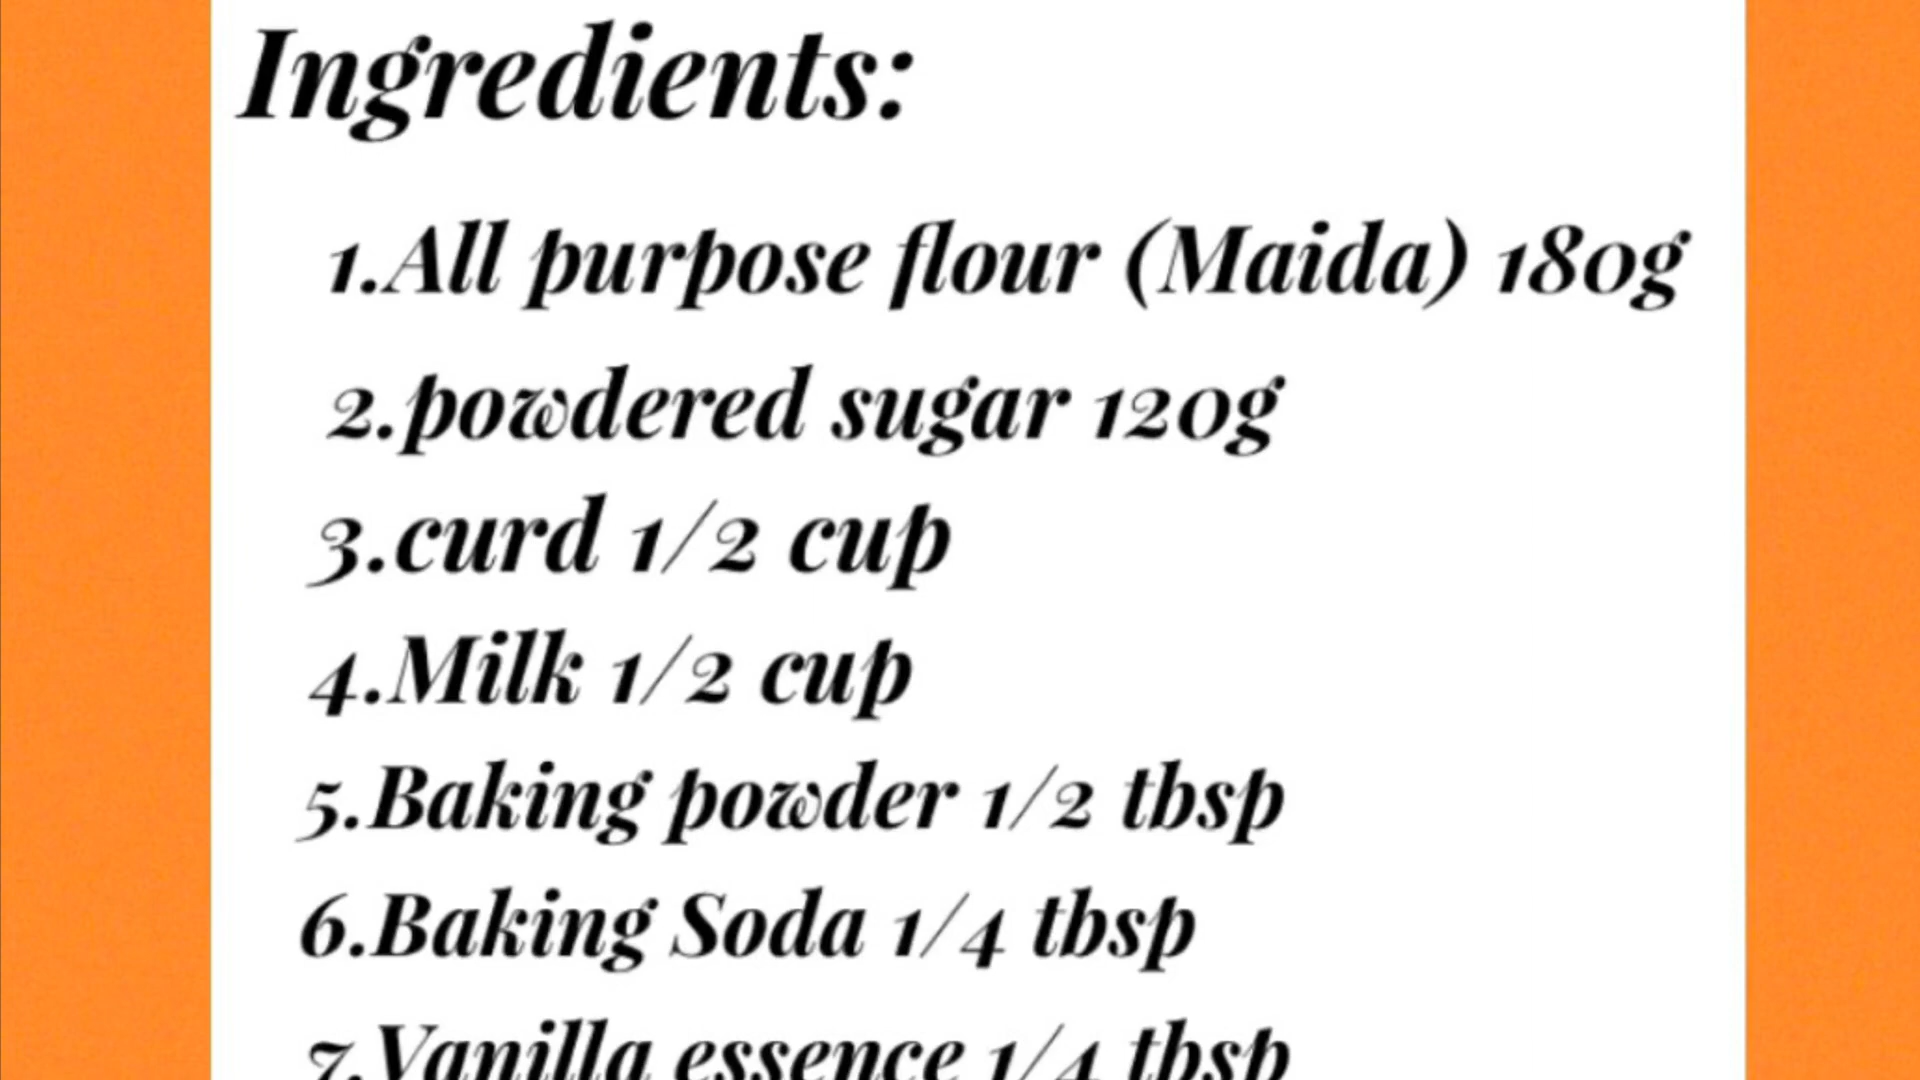 Ingredients:
1.All purpose flour (Maida) 180g
2.powdered sugar 120g
3.curd 1/2 cup
4.Milk 1/2 cup
5.Baking powder 1/2 tbsp
6.Baking Soda 1/4 tbsp
7.Vanilla essence 1/4 tbsp